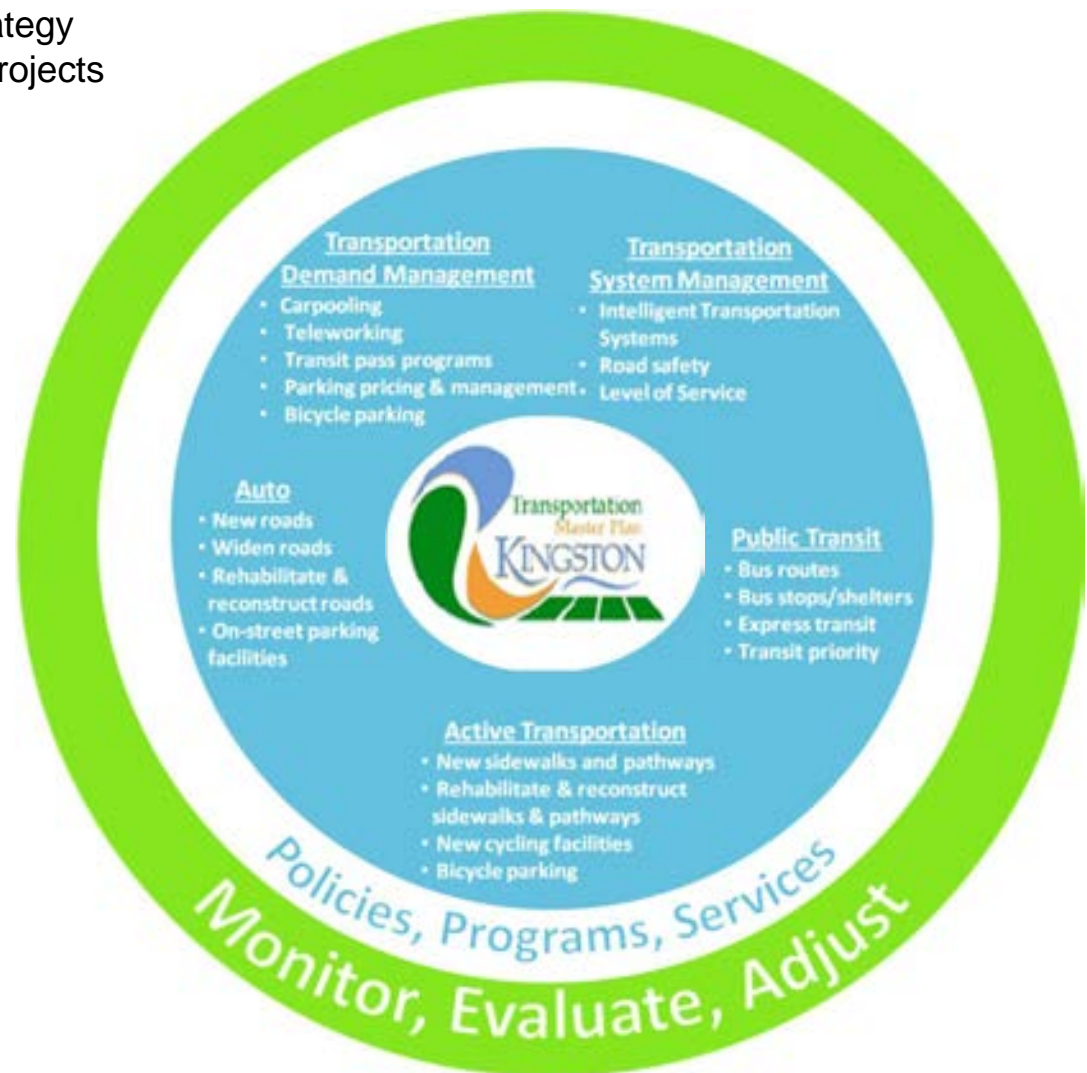 ategy
rojects
Transportation
Demand Management
• Carpooling
• Teleworking
• Transit pass programs
• Parking pricing & management
• Bicycle parking
Transportation
System Management
• Intelligent Transportation
Systems
• Road safety
• Level of Service
Auto
• New roads
• Widen roads
• Rehabilitate &
reconstruct roads
• On-street parking
facilities
Transportation
Master Plan
KINGSTON
Public Transit
• Bus routes
• Bus stops/shelters
• Express transit
• Transit priority
Active Transportation
• New sidewalks and pathways
• Rehabilitate & reconstruct
sidewalks & pathways
• New cycling facilities
• Bicycle parking
Policies, Programs, Services
Monitor, Evaluate, Adjust